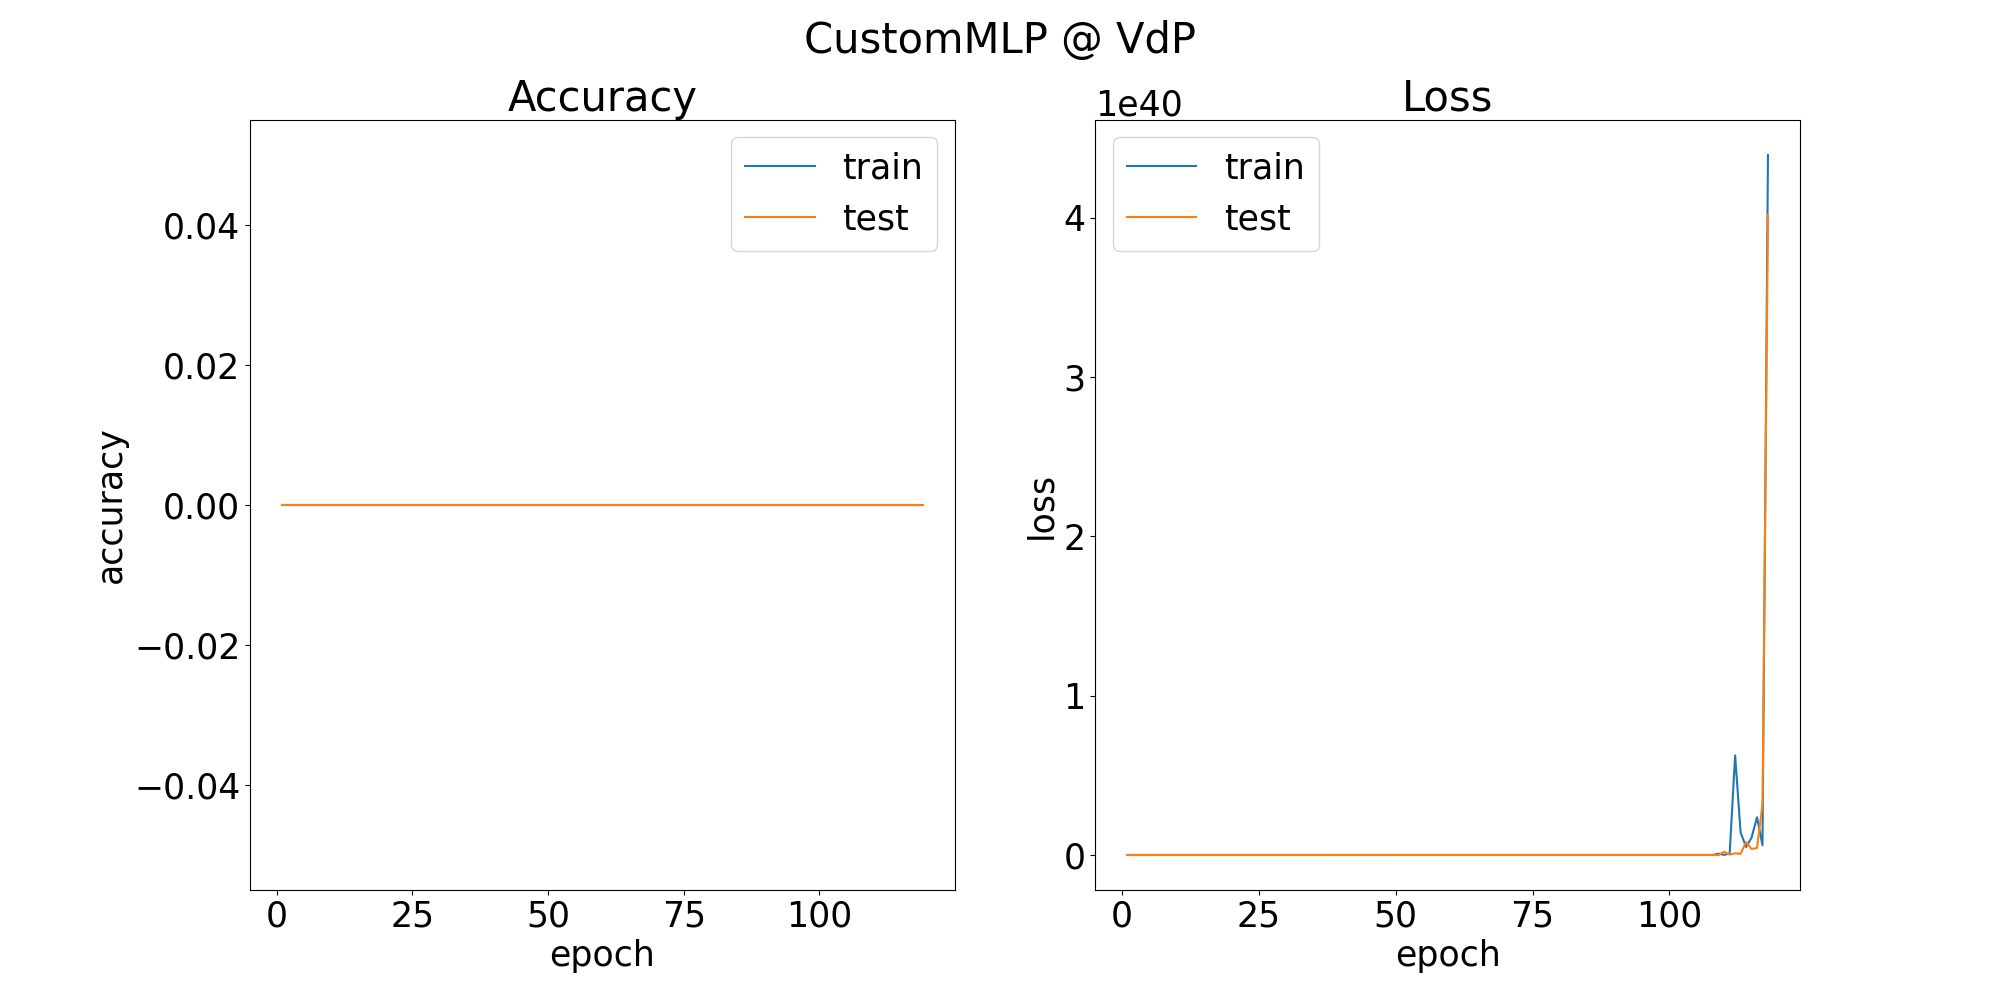 CustomMLP @ VdP
Accuracy
train
test
0.04
0.02
0.00
−0.02
−0.04
accuracy
0 25 50 75 100
epoch
Loss
1e40
train
test
4
3
2
1
0
loss
0 25 50 75 100
epoch